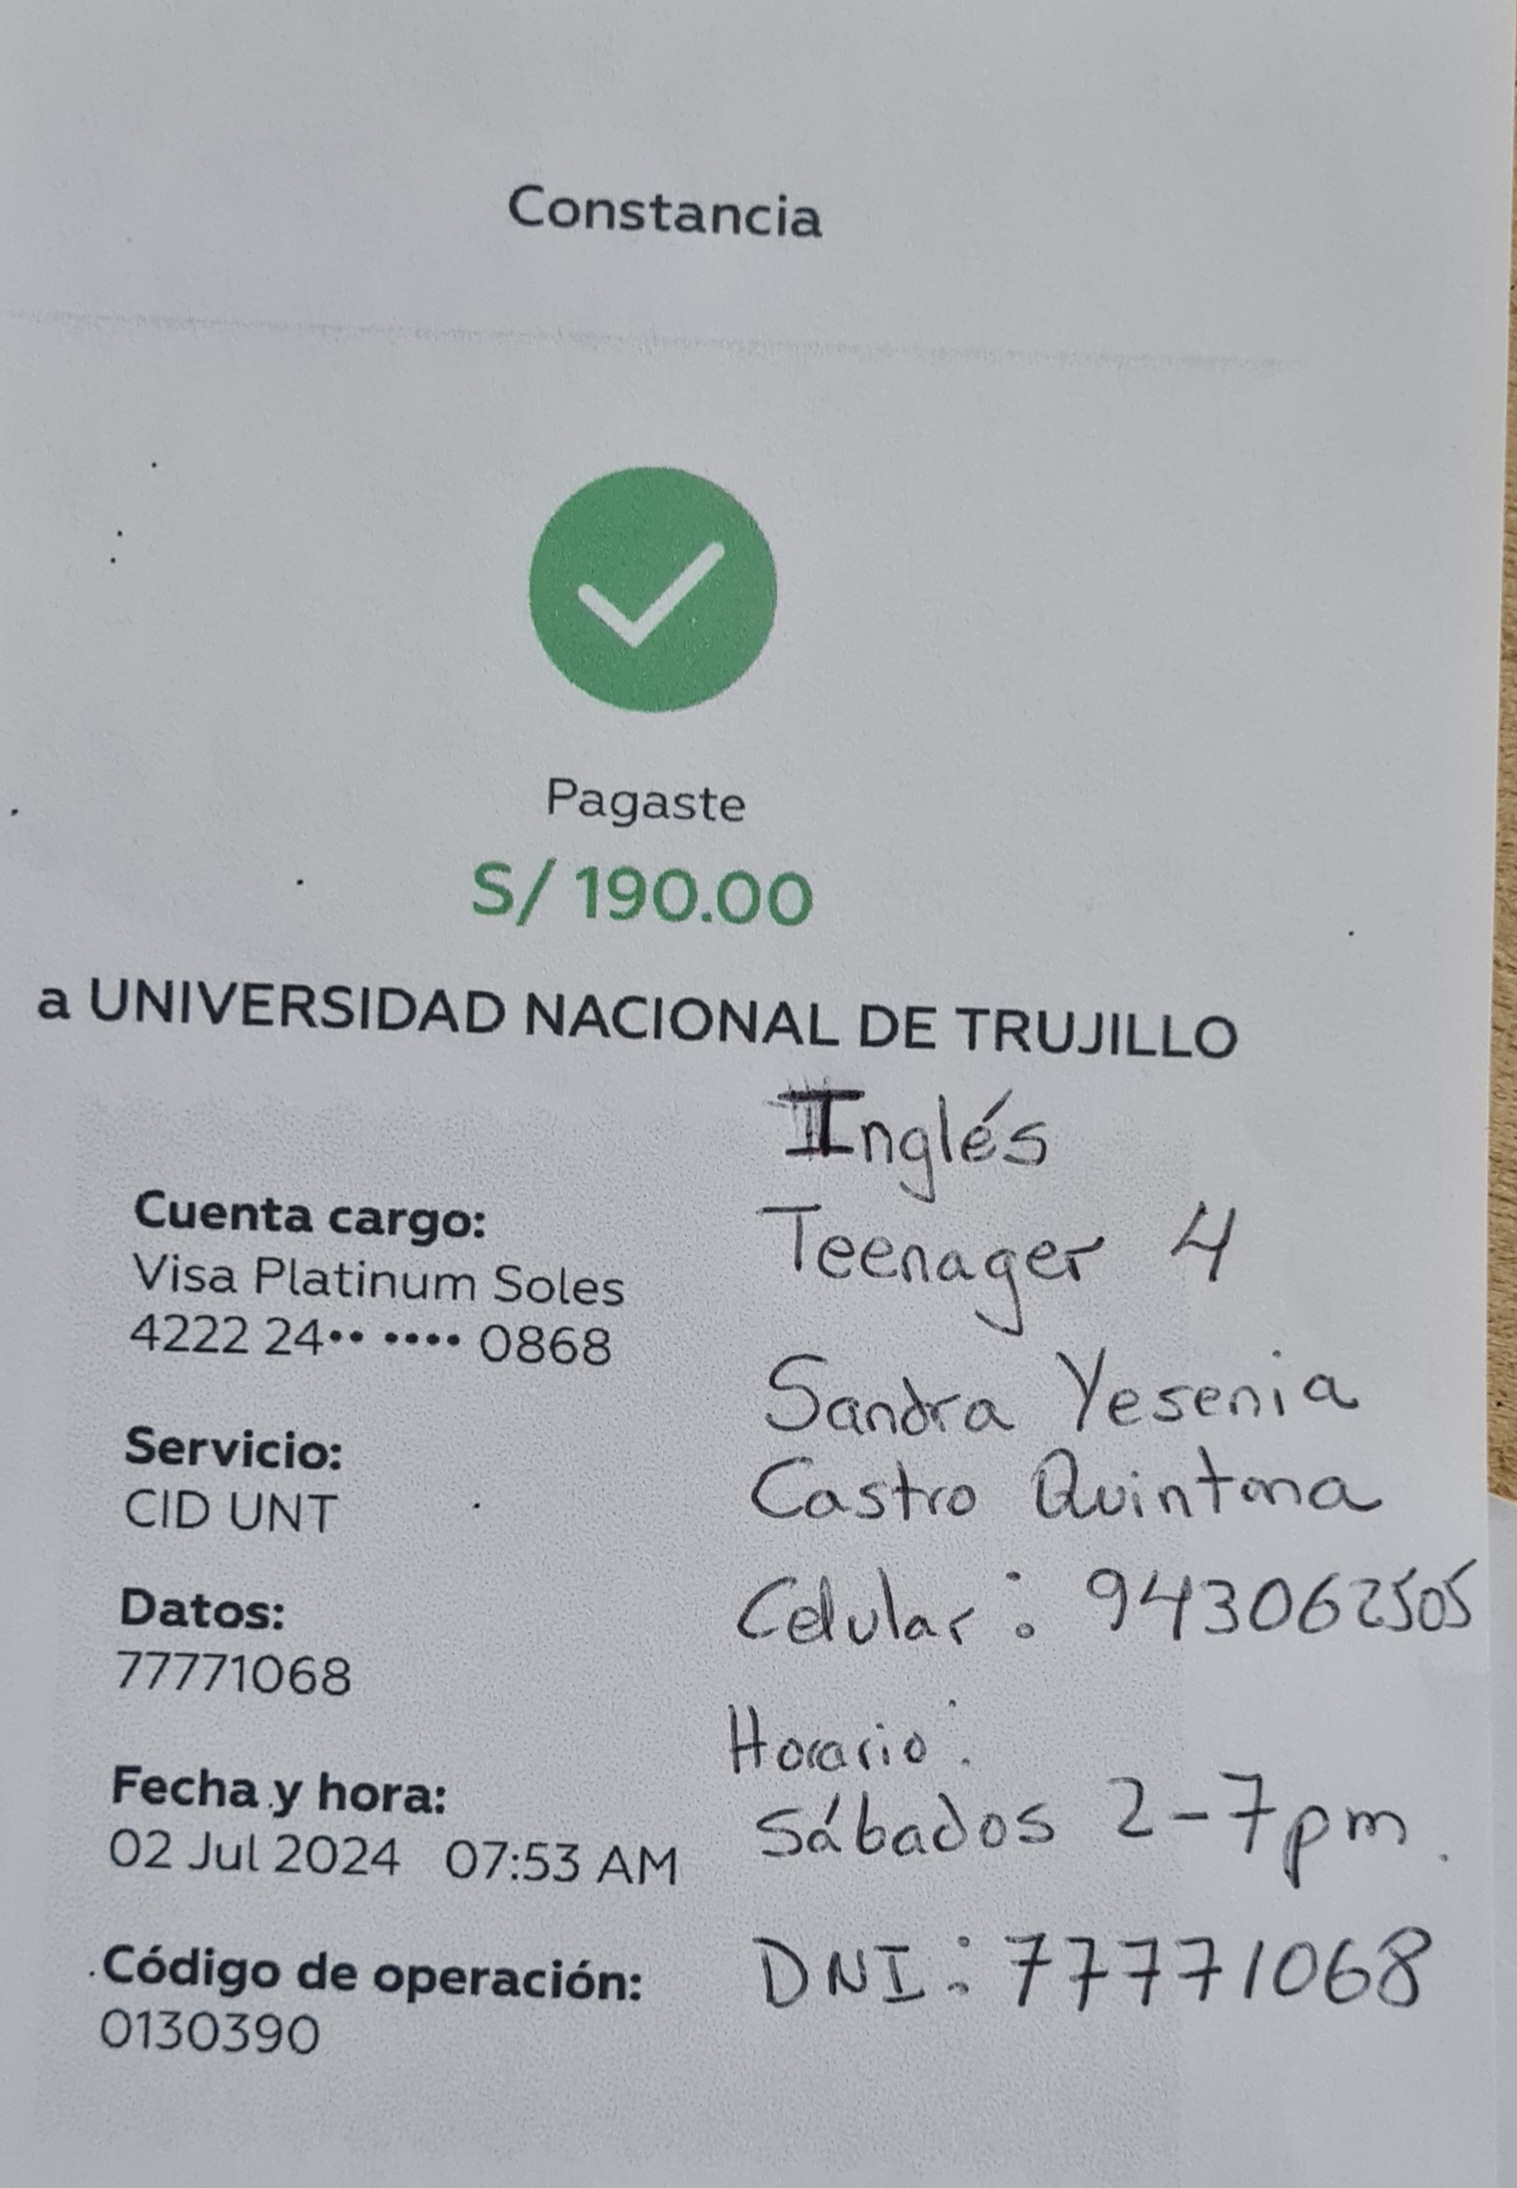 Constancia
Pagaste
S/ 190.00
a UNIVERSIDAD NACIONAL DE TRUJILLO
Cuenta cargo:
Visa Platinum Soles
4222 24•• •••• 0868
Servicio:
CID UNT
Datos:
77771068
Fecha y hora:
02 Jul 2024 07:53 AM
Código de operación:
0130390
Inglés
Teenager 4
Sandra Yesenia
Castro Quintana
Celular: 943062505
Horario:
Sábados 2-7pm.
DNI: 77771068